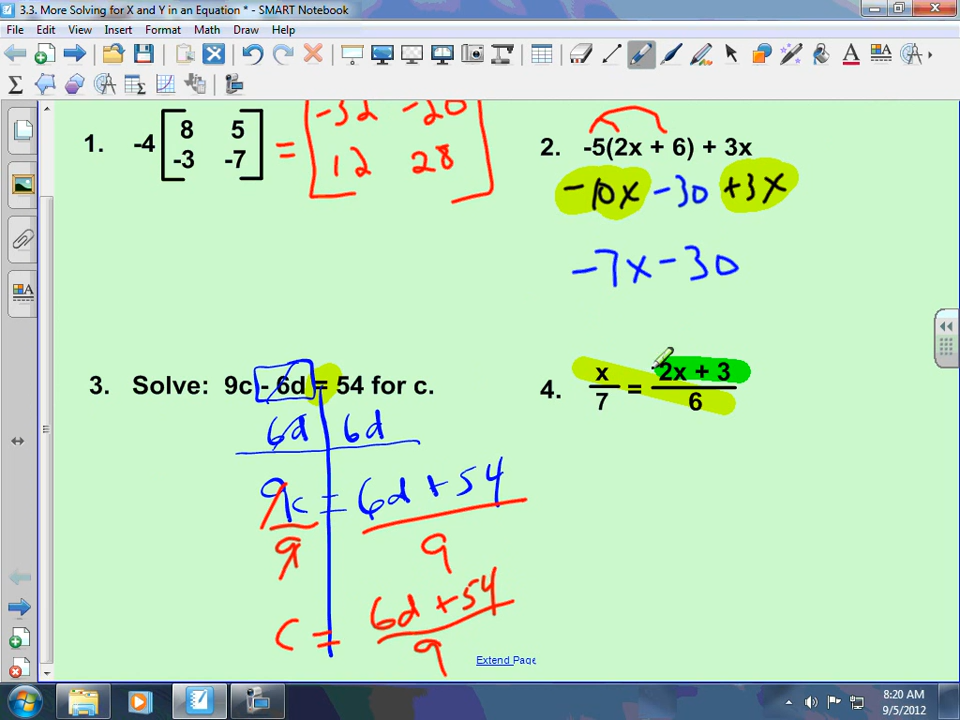 3.3. More Solving for X and Y in an Equation * - SMART Notebook
File Edit View Insert Format Math Draw Help
1. -4 [8 5 = [-32 -20
-3 -7] 12 28]
2. -5(2x + 6) + 3x
-10x -30 +3x
-7x - 30
3. Solve: 9c - 6d = 54 for c.
6d 6d
9c = 6d + 54
9 9
c = 6d + 54
9
4. x = 2x + 3
7 6
Extend Page
8:20 AM
9/5/2012